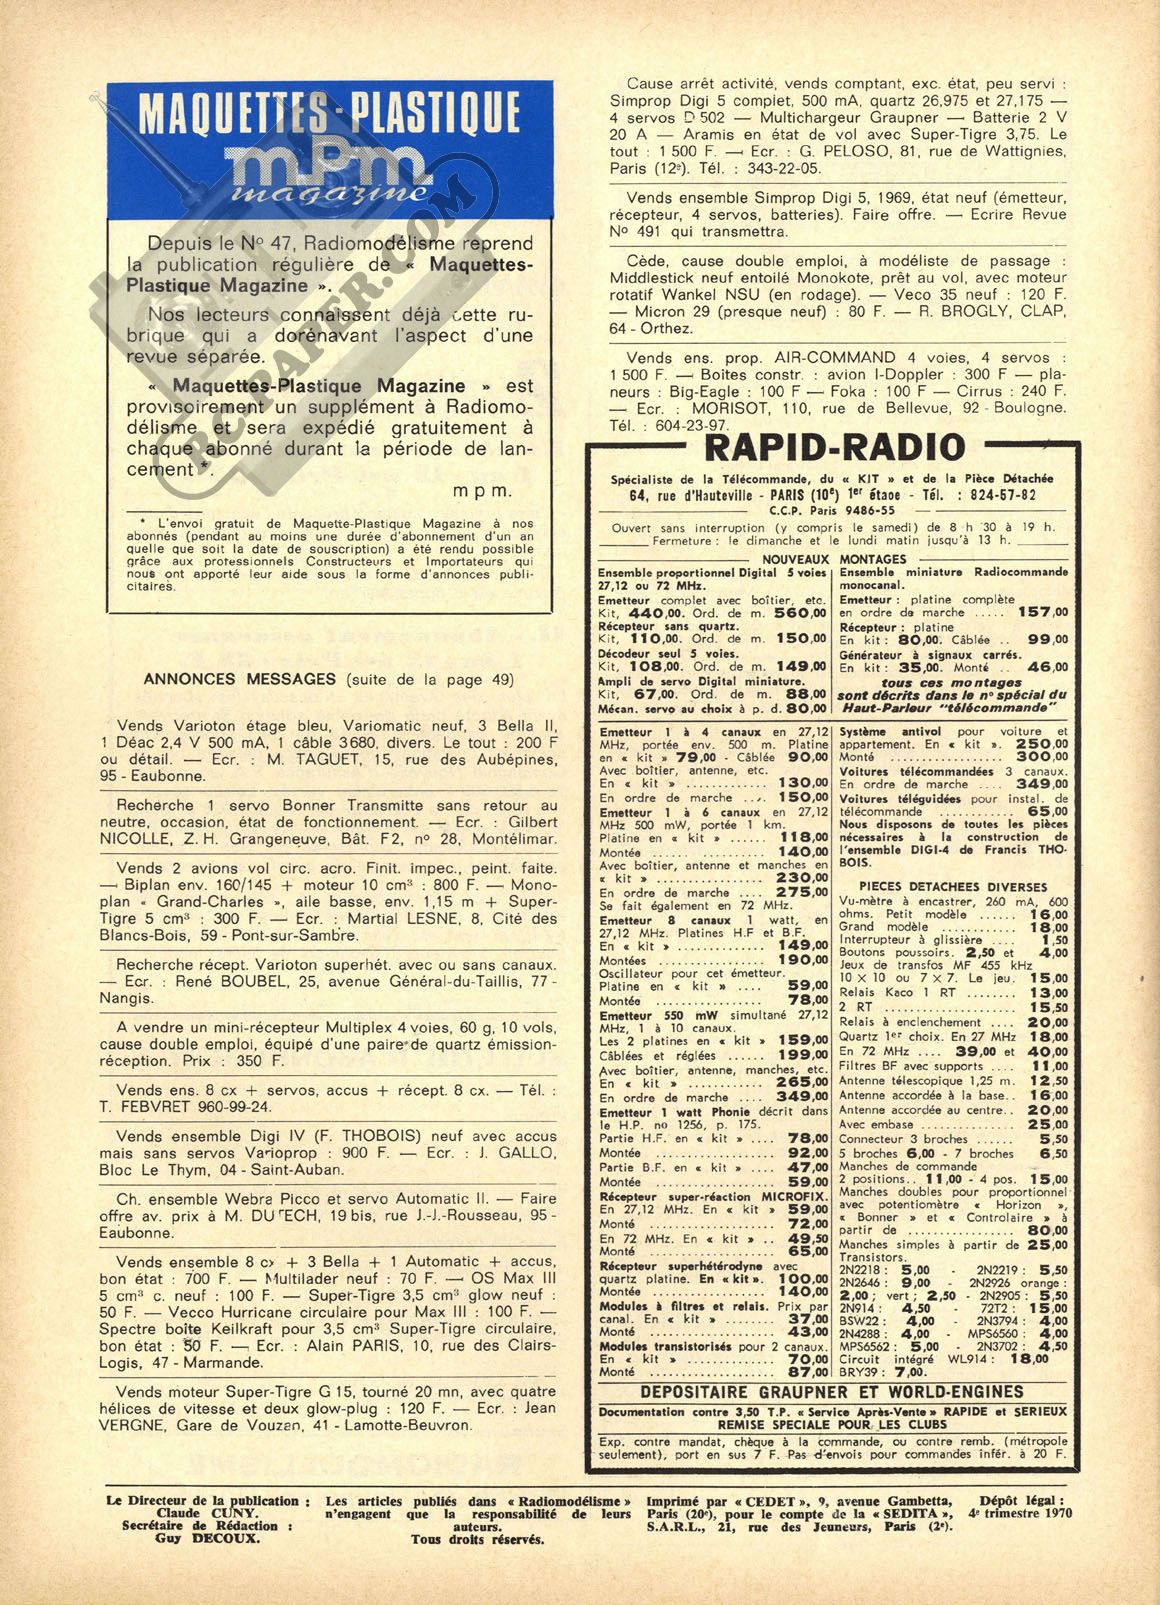 MAQUETTES-PLASTIQUE
mPm
magazine
RCPAPER.COM
Depuis le No 47, Radiomodélisme reprend
la publication régulière de « Maquettes-
Plastique Magazine ».
Nos lecteurs connaissent déjà cette ru-
brique qui a dorénavant l'aspect d'une
revue séparée.
« Maquettes-Plastique Magazine » est
provisoirement un supplément à Radiomo-
délisme et sera expédié gratuitement à
chaque abonné durant la période de lan-
cement *.
m p m.
* L'envoi gratuit de Maquette-Plastique Magazine à nos
abonnés (pendant au moins une durée d'abonnement d'un an
quelle que soit la date de souscription) a été rendu possible
grâce aux protessionnels Constructeurs et Importateurs qui
nous ont apporté leur aide sous la forme d'annonces publi-
citaires.
ANNONCES MESSAGES (suite de la page 49)
Vends Varioton étage bleu, Variomatic neuf, 3 Bella II,
1 Déac 2,4 V 500 mA, 1 câble 3680, divers. Le tout : 200 F
ou détail. — Ecr. : M. TAGUET, 15, rue des Aubépines,
95 - Eaubonne.
Recherche 1 servo Bonner Transmitte sans retour au
neutre, occasion, état de fonctionnement. — Ecr. : Gilbert
NICOLLE, Z. H. Grangeneuve, Bât. F2, no 28, Montélimar.
Vends 2 avions vol circ. acro. Finit. impec., peint. faite.
— Biplan env. 160/145 + moteur 10 cm³ : 800 F. — Mono-
plan « Grand-Charles », aile basse, env. 1,15 m + Super-
Tigre 5 cm³ : 300 F. — Ecr. : Martial LESNE, 8, Cité des
Blancs-Bois, 59 - Pont-sur-Sambre.
Recherche récept. Varioton superhét. avec ou sans canaux.
— Ecr. : René BOUBEL, 25, avenue Général-du-Taillis, 77 -
Nangis.
A vendre un mini-récepteur Multiplex 4 voies, 60 g, 10 vols,
cause double emploi, équipé d'une paire de quartz émission-
réception. Prix : 350 F.
Vends ens. 8 cx + servos, accus + récept. 8 cx. — Tél. :
T. FEBVRET 960-99-24.
Vends ensemble Digi IV (F. THOBOIS) neuf avec accus
mais sans servos Varioprop : 900 F. — Ecr. : J. GALLO,
Bloc Le Thym, 04 - Saint-Auban.
Ch. ensemble Webra Picco et servo Automatic II. — Faire
offre av. prix à M. DUTECH, 19 bis, rue J.-J.-Rousseau, 95 -
Eaubonne.
Vends ensemble 8 cx + 3 Bella + 1 Automatic + accus,
bon état : 700 F. — Multilader neuf : 70 F. — OS Max III
5 cm³ c. neuf : 100 F. — Super-Tigre 3,5 cm³ glow neuf :
50 F. — Vecco Hurricane circulaire pour Max III : 100 F. —
Spectre boîte Keilkraft pour 3,5 cm³ Super-Tigre circulaire,
bon état : 50 F. — Ecr. : Alain PARIS, 10, rue des Clairs-
Logis, 47 - Marmande.
Vends moteur Super-Tigre G 15, tourné 20 mn, avec quatre
hélices de vitesse et deux glow-plug : 120 F. — Ecr. : Jean
VERGNE, Gare de Vouzan, 41 - Lamotte-Beuvron.
Cause arrêt activité, vends comptant, exc. état, peu servi :
Simprop Digi 5 complet, 500 mA, quartz 26,975 et 27,175 —
4 servos D 502 — Multichargeur Graupner — Batterie 2 V
20 A — Aramis en état de vol avec Super-Tigre 3,75. Le
tout : 1 500 F. — Ecr. : G. PELOSO, 81, rue de Wattignies,
Paris (12e). Tél. : 343-22-05.
Vends ensemble Simprop Digi 5, 1969, état neuf (émetteur,
récepteur, 4 servos, batteries). Faire offre. — Ecrire Revue
No 491 qui transmettra.
Cède, cause double emploi, à modéliste de passage :
Middlestick neuf entoilé Monokote, prêt au vol, avec moteur
rotatif Wankel NSU (en rodage). — Veco 35 neuf : 120 F.
— Micron 29 (presque neuf) : 80 F. — R. BROGLY, CLAP,
64 - Orthez.
Vends ens. prop. AIR-COMMAND 4 voies, 4 servos :
1 500 F. — Boites constr. : avion I-Doppler : 300 F — pla-
neurs : Big-Eagle : 100 F — Foka : 100 F — Cirrus : 240 F.
— Ecr. : MORISOT, 110, rue de Bellevue, 92 - Boulogne.
Tél. : 604-23-97.
RAPID-RADIO
Spécialiste de la Télécommande, du « KIT » et de la Pièce Détachée
64, rue d'Hauteville - PARIS (10e) 1er étaoe - Tél. : 824-57-82
C.C.P. Paris 9486-55
Ouvert sans interruption (y compris le samedi) de 8 h 30 à 19 h.
Fermeture : le dimanche et le lundi matin jusqu'à 13 h.
NOUVEAUX MONTAGES
Ensemble proportionnel Digital 5 voies
27,12 ou 72 MHz.
Emetteur complet avec boîtier, etc.
Kit, 440,00. Ord. de m. 560,00
Récepteur sans quartz.
Kit, 110,00. Ord. de m. 150,00
Décodeur seul 5 voies.
Kit, 108,00. Ord. de m. 149,00
Ampli de servo Digital miniature.
Kit, 67,00. Ord. de m. 88,00
Mécan. servo au choix à p. d. 80,00
Ensemble miniature Radiocommande
monocanal.
Emetteur : platine complète
en ordre de marche ..... 157,00
Récepteur : platine
En kit : 80,00. Câblée .. 99,00
Générateur à signaux carrés.
En kit : 35,00. Monté .. 46,00
tous ces montages
sont décrits dans le no spécial du
Haut-Parleur "télécommande"
Emetteur 1 à 4 canaux en 27,12
MHz, portée env. 500 m. Platine
en « kit » 79,00 - Câblée 90,00
Avec boîtier, antenne, etc.
En « kit » ............ 130,00
En ordre de marche .... 150,00
Emetteur 1 à 6 canaux en 27,12
MHz 500 mW, portée 1 km.
Platine en « kit » ...... 118,00
Montée ................ 140,00
Avec boîtier, antenne et manches en
« kit » ................ 230,00
En ordre de marche .... 275,00
Se fait également en 72 MHz.
Emetteur 8 canaux 1 watt, en
27,12 MHz. Platines H.F et B.F.
En « kit » .............. 149,00
Montées ................ 190,00
Oscillateur pour cet émetteur.
Platine en « kit » .... 59,00
Montée ................ 78,00
Emetteur 550 mW simultané 27,12
MHz, 1 à 10 canaux.
Les 2 platines en « kit » 159,00
Câblées et réglées ...... 199,00
Avec boîtier, antenne, manches, etc.
En « kit » ............ 265,00
En ordre de marche .... 349,00
Emetteur 1 watt Phonie décrit dans
le H.P. no 1256, p. 175.
Partie H.F. en « kit » .... 78,00
Montée ................ 92,00
Partie B.F. en « kit » .... 47,00
Montée ................ 59,00
Récepteur super-réaction MICROFIX.
En 27,12 MHz. En « kit » 59,00
Monté ................ 72,00
En 72 MHz. En « kit » .. 49,50
Monté ................ 65,00
Récepteur superhétérodyne avec
quartz platine. En « kit ». 100,00
Montée ................ 140,00
Modules à filtres et relais. Prix par
canal. En « kit » ........ 37,00
Monté ................ 43,00
Modules transistorisés pour 2 canaux.
En « kit » .............. 70,00
Monté ................ 87,00
Système antivol pour voiture et
appartement. En « kit ». 250,00
Monté ................ 300,00
Voitures télécommandées 3 canaux.
En ordre de marche .... 349,00
Voitures téléguidées pour instal. de
télécommande ............ 65,00
Nous disposons de toutes les pièces
nécessaires à la construction de
l'ensemble DIGI-4 de Francis THO-
BOIS.
PIECES DETACHEES DIVERSES
Vu-mètre à encastrer, 260 mA, 600
ohms. Petit modèle ...... 16,00
Grand modèle ............ 18,00
Interrupteur à glissière .... 1,50
Boutons poussoirs. 2,50 et 4,00
Jeux de transfos MF 455 kHz
10 X 10 ou 7 X 7. Le jeu. 15,00
Relais Kaco 1 RT ........ 13,00
2 RT .................. 15,50
Relais à enclenchement .... 20,00
Quartz 1er choix. En 27 MHz 18,00
En 72 MHz .... 39,00 et 40,00
Filtres BF avec supports .... 11,00
Antenne télescopique 1,25 m. 12,50
Antenne accordée à la base.. 16,00
Antenne accordée au centre.. 20,00
Avec embase .............. 25,00
Connecteur 3 broches ...... 5,50
5 broches 6,00 - 7 broches 6,50
Manches de commande
2 positions.. 11,00 - 4 pos. 15,00
Manches doubles pour proportionnel
avec potentiomètre « Horizon »,
« Bonner » et « Controlaire » à
partir de ................ 80,00
Manches simples à partir de 25,00
Transistors.
2N2218 : 5,00 - 2N2219 : 5,50
2N2646 : 9,00 - 2N2926 orange :
2,00 ; vert ; 2,50 - 2N2905 : 5,50
2N914 : 4,50 - 72T2 : 15,00
BSW22 : 4,00 - 2N3794 : 4,00
2N4288 : 4,00 - MPS6560 : 4,00
MPS6562 : 5,00 - 2N3702 : 4,50
Circuit intégré WL914 : 18,00
BRY39 : 7,00.
DEPOSITAIRE GRAUPNER ET WORLD-ENGINES
Documentation contre 3,50 T.P. « Service Après-Vente » RAPIDE et SERIEUX
REMISE SPECIALE POUR LES CLUBS
Exp. contre mandat, chèque à la commande, ou contre remb. (métropole
seulement), port en sus 7 F. Pas d'envois pour commandes infér. à 20 F.
Le Directeur de la publication :
Claude CUNY.
Secrétaire de Rédaction :
Guy DECOUX.
Les articles publiés dans « Radiomodélisme »
n'engagent que la responsabilité de leurs
auteurs.
Tous droits réservés.
Imprimé par « CEDET », 9, avenue Gambetta,
Paris (20e), pour le compte de la « SEDITA »,
S.A.R.L., 21, rue des Jeuneurs, Paris (2e).
Dépôt légal :
4e trimestre 1970